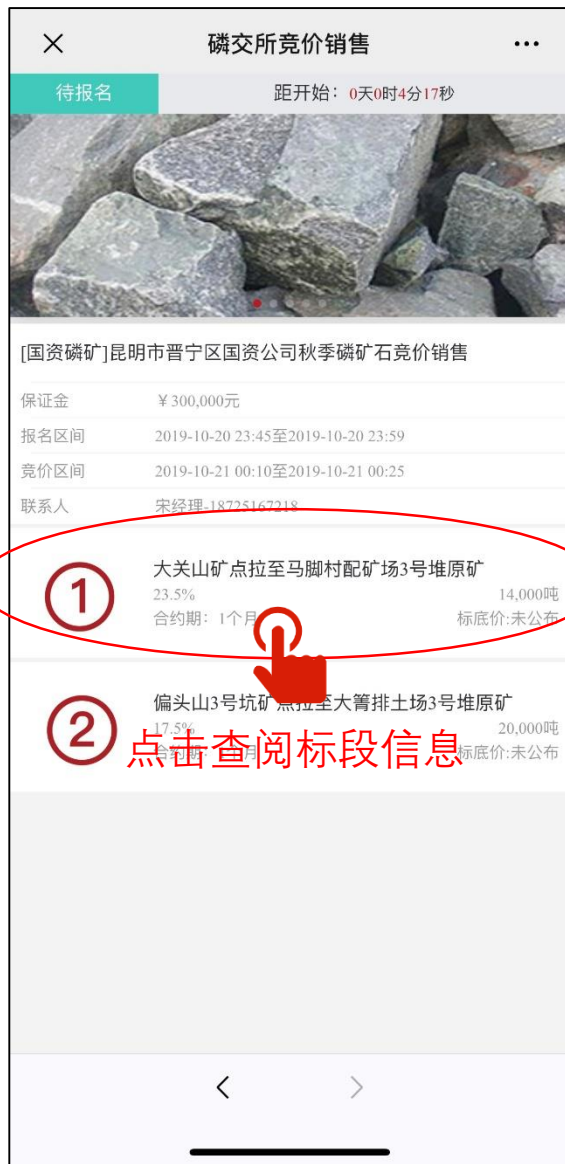 磷交所竞价销售
待报名
距开始：0天0时4分17秒
[国资磷矿]昆明市晋宁区国资公司秋季磷矿石竞价销售
保证金 ￥300,000元
报名区间 2019-10-20 23:45至2019-10-20 23:59
竞价区间 2019-10-21 00:10至2019-10-21 00:25
联系人 宋经理-18725167218
1
大关山矿点拉至马脚村配矿场3号堆原矿
23.5% 14,000吨
合约期：1个月 标底价:未公布
2
偏头山3号坑矿点拉至大箐排土场3号堆原矿
17.5% 20,000吨
合约期： 个月 标底价:未公布
点击查阅标段信息